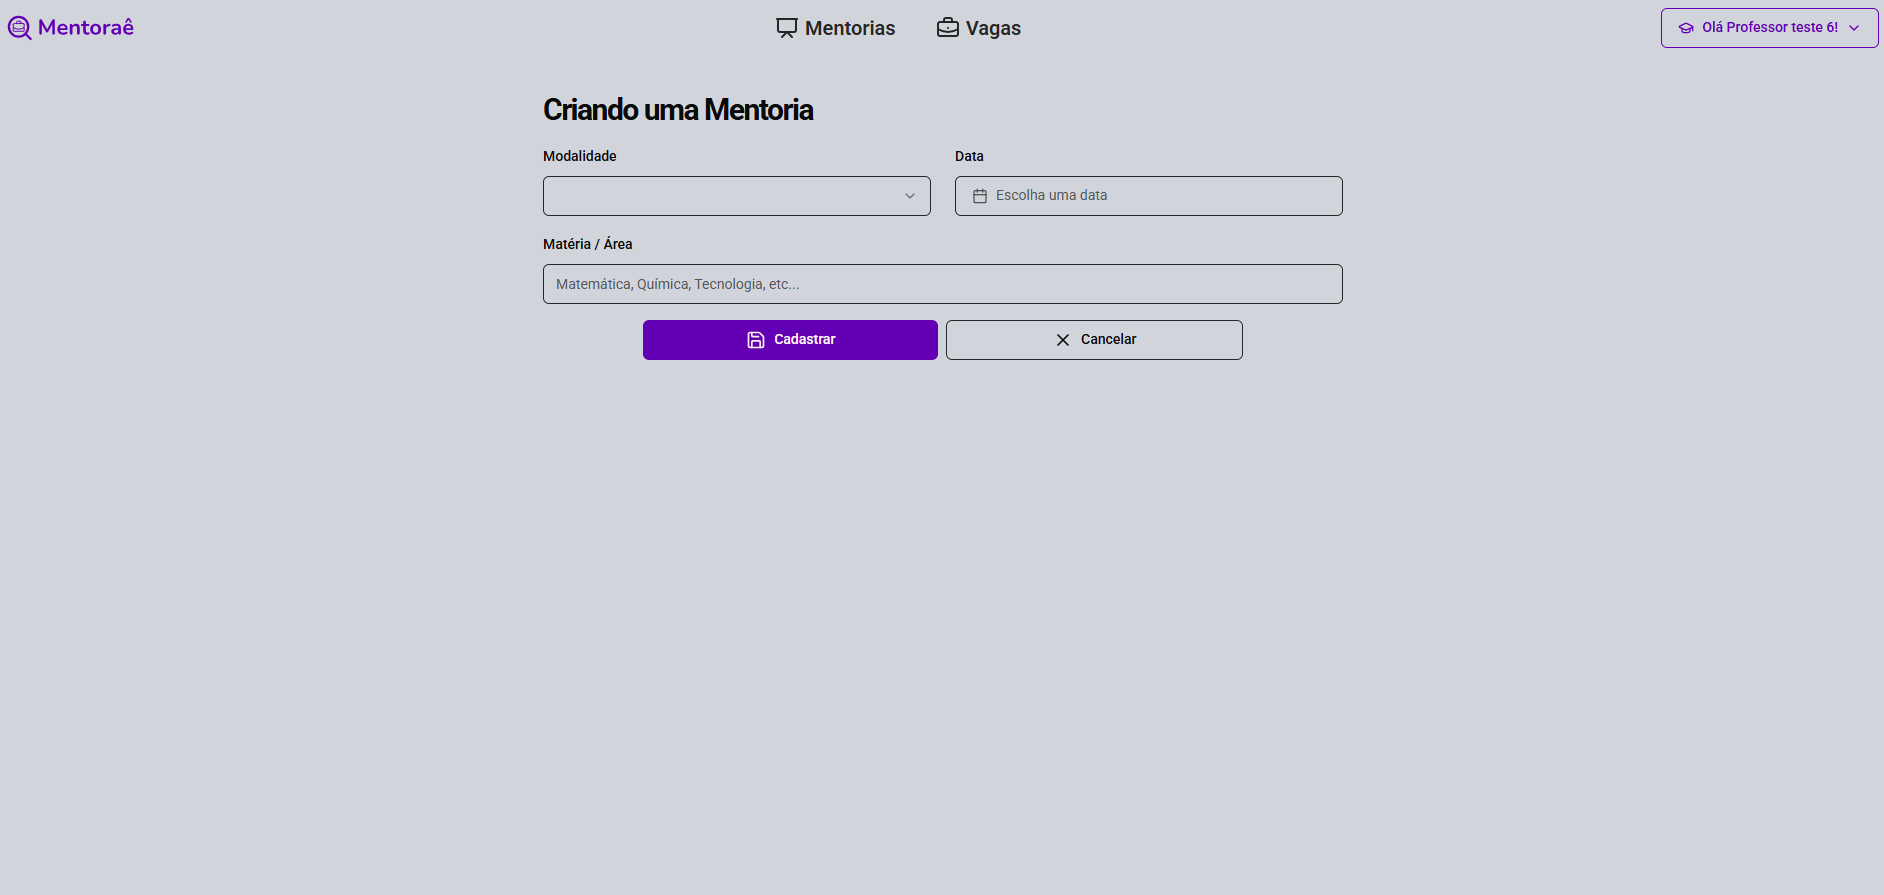 Mentoraê
Mentorias
Vagas
Olá Professor teste 6!
Criando uma Mentoria
Modalidade
Data
Escolha uma data
Matéria / Área
Matemática, Química, Tecnologia, etc...
Cadastrar
Cancelar